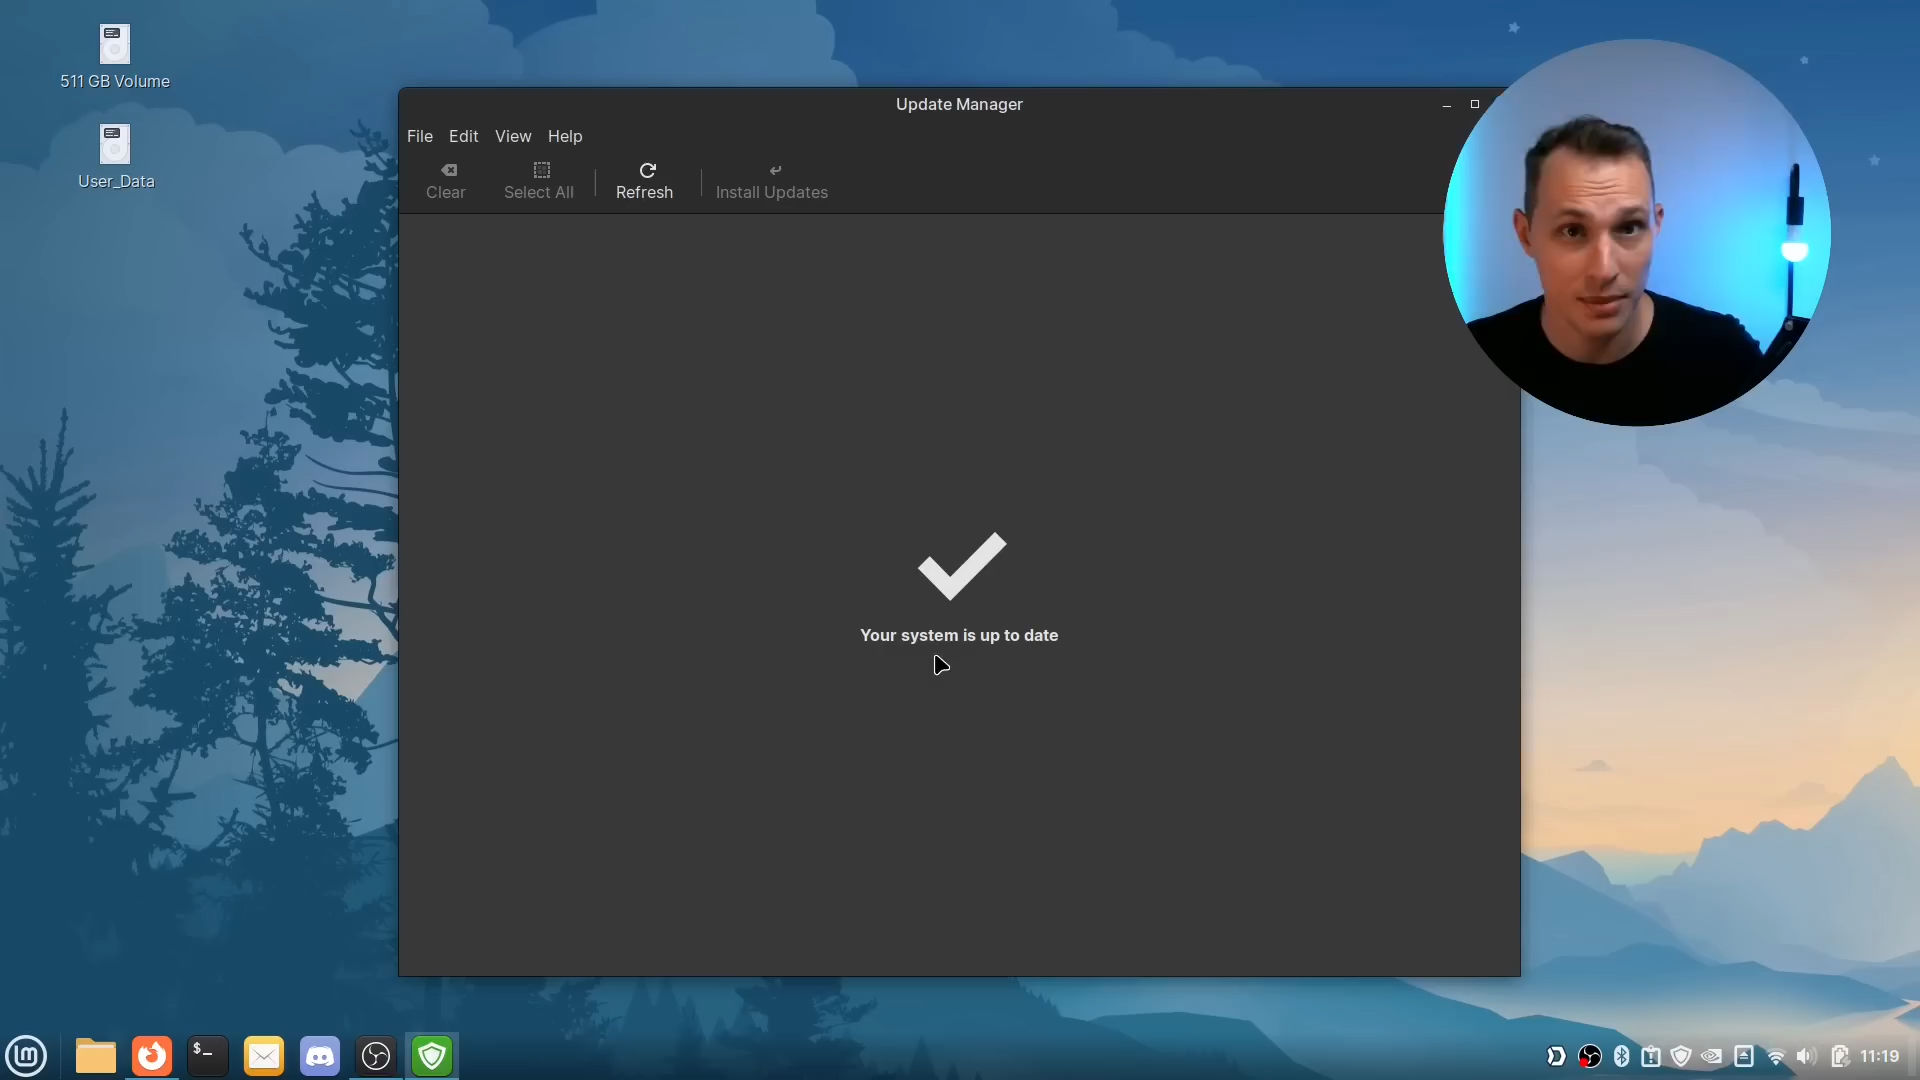 511 GB Volume
User_Data
Update Manager
File Edit View Help
Clear Select All Refresh Install Updates
Your system is up to date
$_
11:19